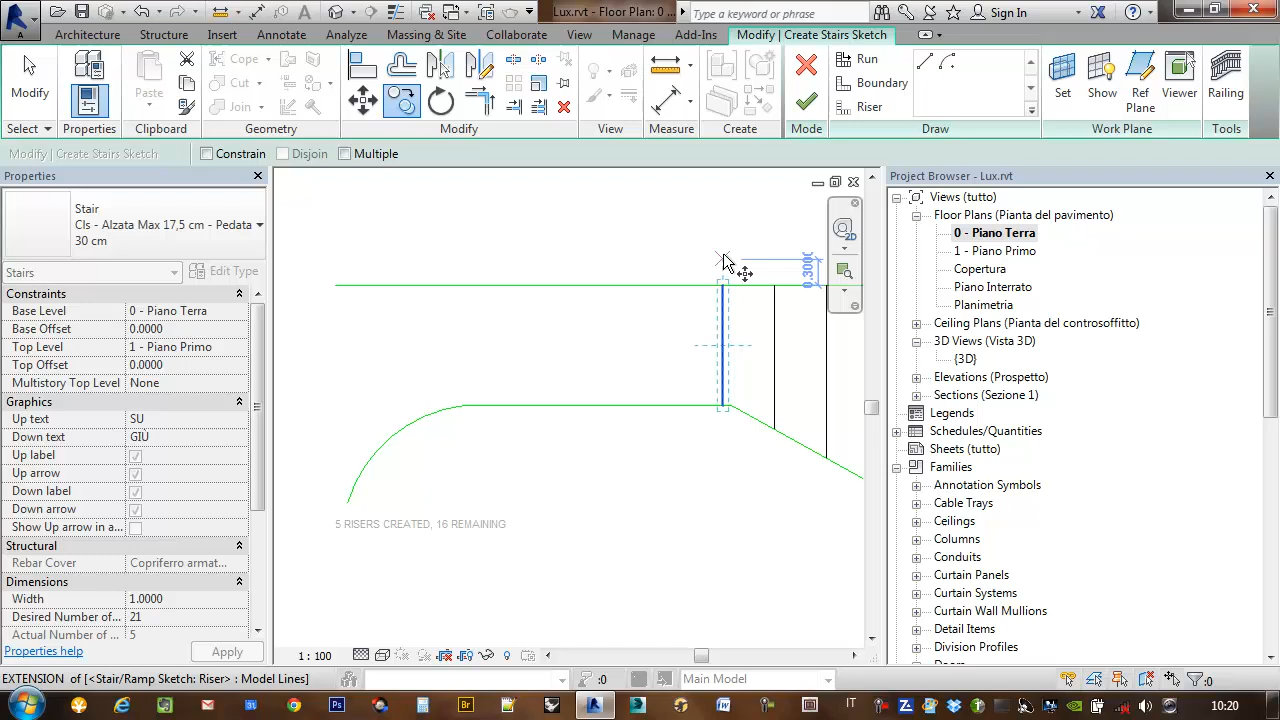 Lux.rvt - Floor Plan: 0 ...
Type a keyword or phrase
Sign In
Architecture
Structure
Insert
Annotate
Analyze
Massing & Site
Collaborate
View
Manage
Add-Ins
Modify | Create Stairs Sketch
Modify
Paste
Cope
Cut
Join
Run
Boundary
Riser
Set
Show
Ref
Plane
Viewer
Railing
Select
Properties
Clipboard
Geometry
Modify
View
Measure
Create
Mode
Draw
Work Plane
Tools
Modify | Create Stairs Sketch
Constrain
Disjoin
Multiple
Properties
Stair
Cls - Alzata Max 17,5 cm - Pedata
30 cm
Stairs
Edit Type
Constraints
Base Level 0 - Piano Terra
Base Offset 0.0000
Top Level 1 - Piano Primo
Top Offset 0.0000
Multistory Top Level None
Graphics
Up text SU
Down text GIU
Up label
Up arrow
Down label
Down arrow
Show Up arrow in a...
Structural
Rebar Cover Copriferro armat...
Dimensions
Width 1.0000
Desired Number of... 21
Actual Number of ... 5
Properties help
Apply
2D
5 RISERS CREATED, 16 REMAINING
1 : 100
Project Browser - Lux.rvt
Views (tutto)
Floor Plans (Pianta del pavimento)
0 - Piano Terra
1 - Piano Primo
Copertura
Piano Interrato
Planimetria
Ceiling Plans (Pianta del controsoffitto)
3D Views (Vista 3D)
{3D}
Elevations (Prospetto)
Sections (Sezione 1)
Legends
Schedules/Quantities
Sheets (tutto)
Families
Annotation Symbols
Cable Trays
Ceilings
Columns
Conduits
Curtain Panels
Curtain Systems
Curtain Wall Mullions
Detail Items
Division Profiles
EXTENSION of [<Stair/Ramp Sketch: Riser> : Model Lines]
:0
Main Model
:0
IT
10:20